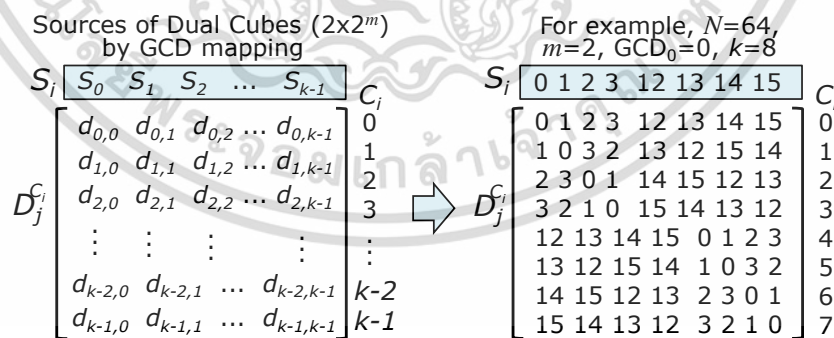 Sources of Dual Cubes (2x2^m)
by GCD mapping
S_i S_0 S_1 S_2 ... S_{k-1} C_i
d_{0,0} d_{0,1} d_{0,2} ... d_{0,k-1} 0
d_{1,0} d_{1,1} d_{1,2} ... d_{1,k-1} 1
d_{2,0} d_{2,1} d_{2,2} ... d_{2,k-1} 2
D_j^{C_i} 3
⋮ ⋮ ⋮ ⋮ ⋮
d_{k-2,0} d_{k-2,1} ... d_{k-2,k-1} k-2
d_{k-1,0} d_{k-1,1} ... d_{k-1,k-1} k-1
For example, N=64,
m=2, GCD_0=0, k=8
S_i 0 1 2 3 12 13 14 15
0 1 2 3 12 13 14 15 0
1 0 3 2 13 12 15 14 1
2 3 0 1 14 15 12 13 2
D_j^{C_i} 3 2 1 0 15 14 13 12 3
12 13 14 15 0 1 2 3 4
13 12 15 14 1 0 3 2 5
14 15 12 13 2 3 0 1 6
15 14 13 12 3 2 1 0 7